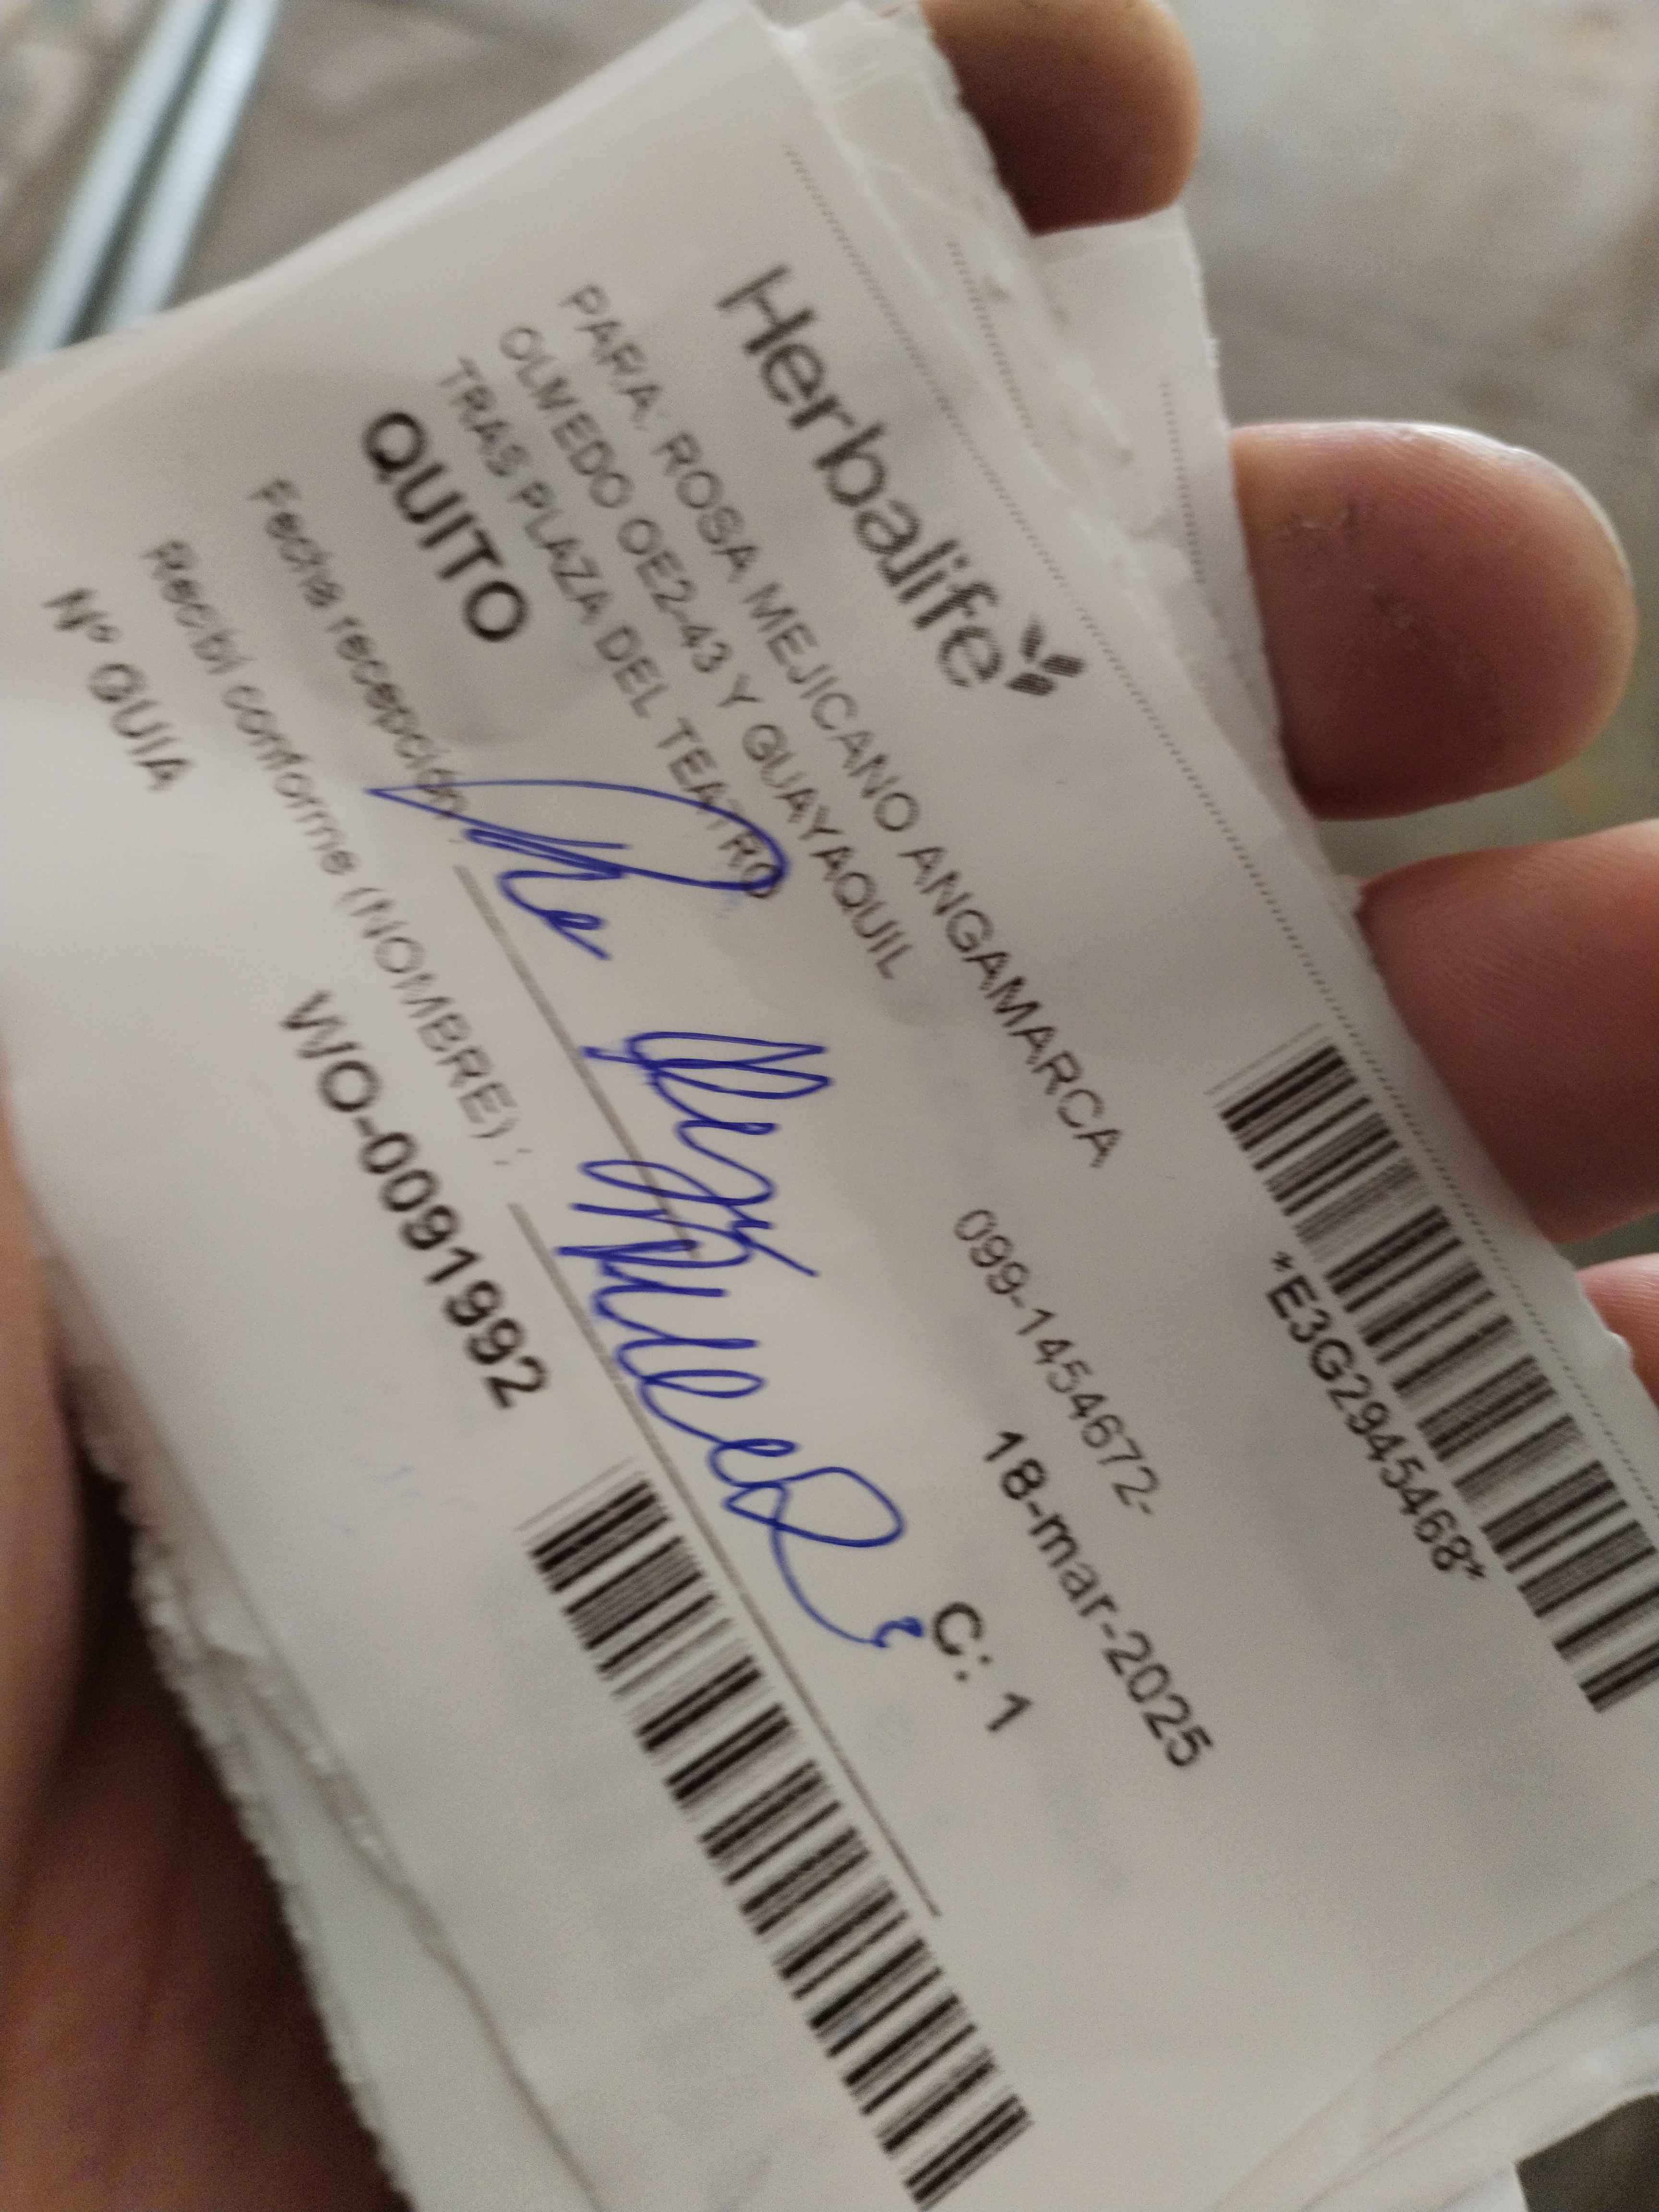 Herbalife
*E3G2945468*
PARA: ROSA MEJICANO ANGAMARCA
OLMEDO OE2-43 Y GUAYAQUIL
099-1454672-
18-mar-2025
TRAS PLAZA DEL TEATRO
QUITO
C: 1
Fecha recepción:
Recibí conforme (NOMBRE) :
Nº GUIA
WO-0091992